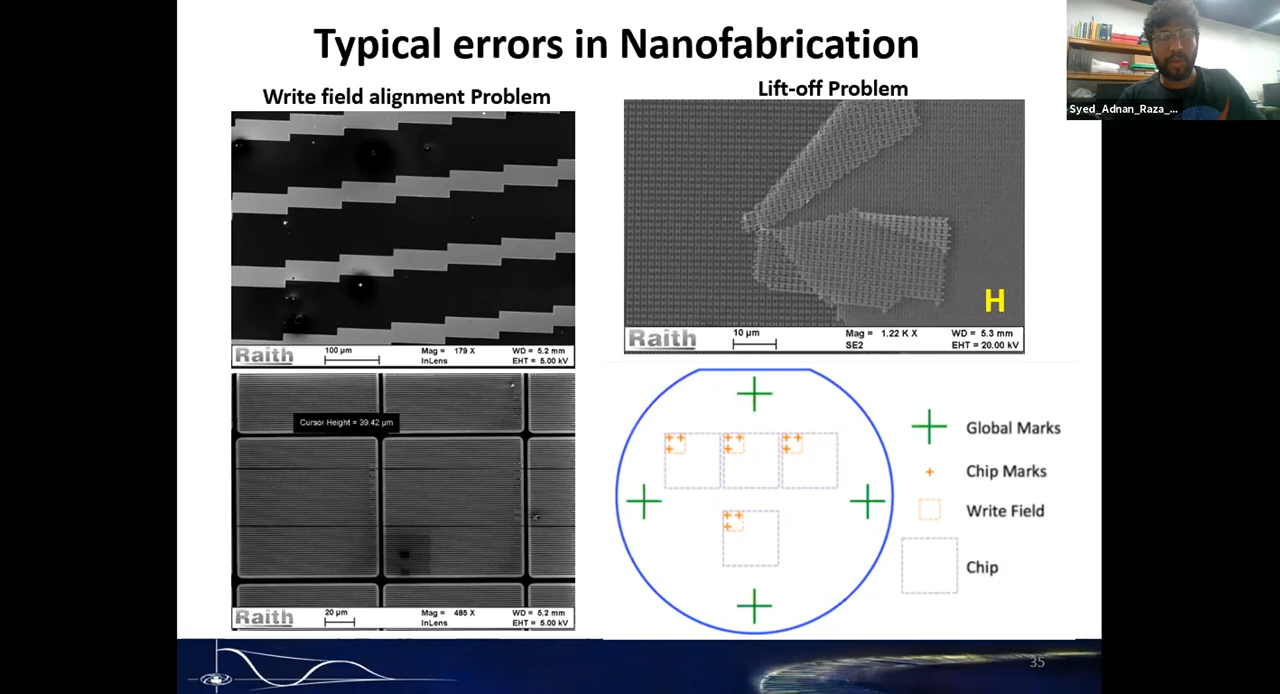 Typical errors in Nanofabrication
Write field alignment Problem
Lift-off Problem
Syed_Adnan_Raza_...
Raith
100 µm
Mag = 179 X
InLens
WD = 5.2 mm
EHT = 5.00 kV
H
Raith
10 µm
Mag = 1.22 K X
SE2
WD = 5.3 mm
EHT = 20.00 kV
Cursor Height = 39.42 µm
Raith
20 µm
Mag = 485 X
InLens
WD = 5.2 mm
EHT = 5.00 kV
Global Marks
Chip Marks
Write Field
Chip
35